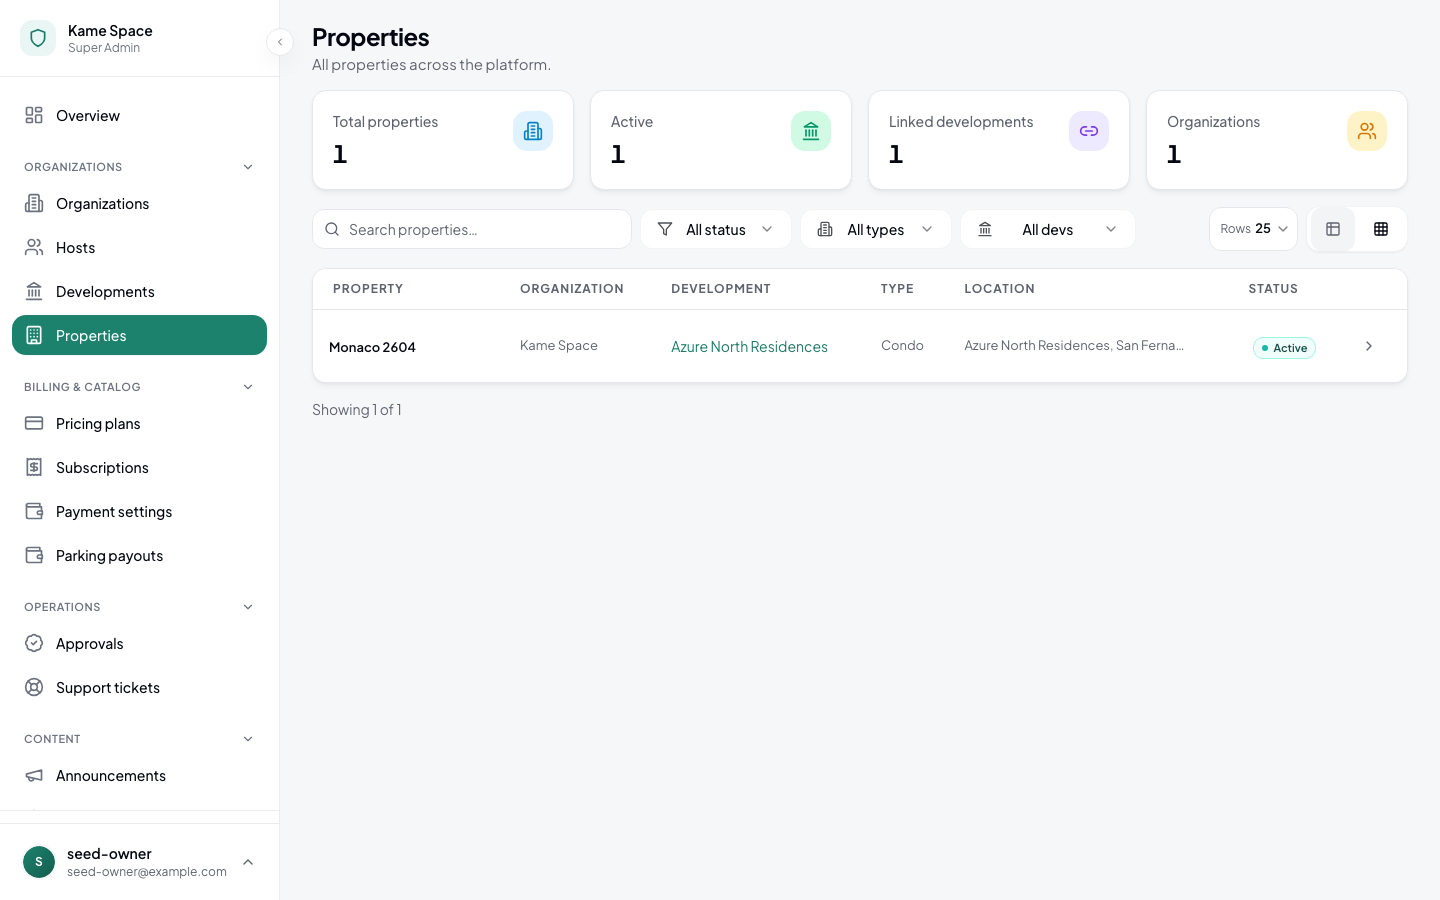 Kame Space
Super Admin
Overview
ORGANIZATIONS
Organizations
Hosts
Developments
Properties
BILLING & CATALOG
Pricing plans
Subscriptions
Payment settings
Parking payouts
OPERATIONS
Approvals
Support tickets
CONTENT
Announcements
S
seed-owner
seed-owner@example.com
Properties
All properties across the platform.
Total properties
1
Active
1
Linked developments
1
Organizations
1
Search properties...
All status
All types
All devs
Rows 25
PROPERTY ORGANIZATION DEVELOPMENT TYPE LOCATION STATUS
Monaco 2604 Kame Space Azure North Residences Condo Azure North Residences, San Ferna... Active
Showing 1 of 1